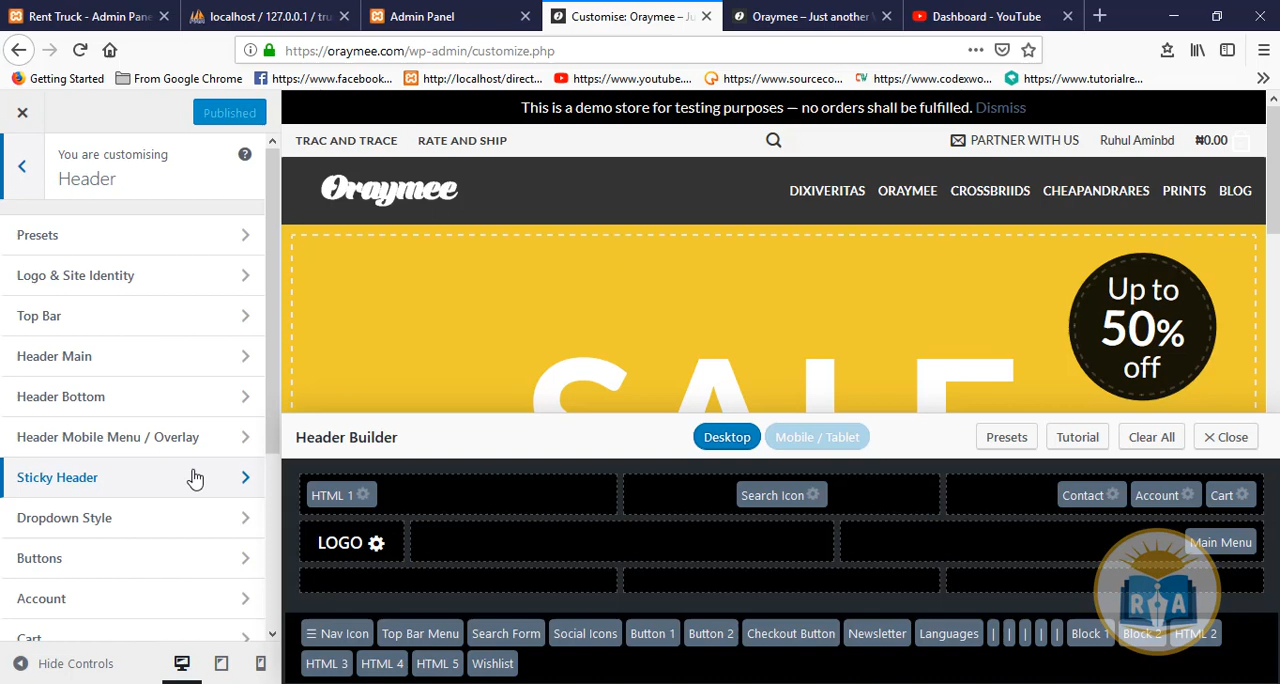 Rent Truck - Admin Pane
localhost / 127.0.0.1 / tru
Admin Panel
Customise: Oraymee – Ju
Oraymee – Just another
Dashboard - YouTube
https://oraymee.com/wp-admin/customize.php
Getting Started
From Google Chrome
https://www.facebook...
http://localhost/direct...
https://www.youtube....
https://www.sourceco...
https://www.codexwo...
https://www.tutorialre...
Published
You are customising
Header
Presets
Logo & Site Identity
Top Bar
Header Main
Header Bottom
Header Mobile Menu / Overlay
Sticky Header
Dropdown Style
Buttons
Account
Cart
Hide Controls
This is a demo store for testing purposes — no orders shall be fulfilled. Dismiss
TRAC AND TRACE RATE AND SHIP PARTNER WITH US Ruhul Aminbd ₦0.00
Oraymee DIXIVERITAS ORAYMEE CROSSBRIIDS CHEAPANDRARES PRINTS BLOG
Up to
50%
off
SALE
Header Builder Desktop Mobile / Tablet Presets Tutorial Clear All Close
HTML 1 Search Icon Contact Account Cart
LOGO Main Menu
Nav Icon Top Bar Menu Search Form Social Icons Button 1 Button 2 Checkout Button Newsletter Languages | | | | | Block 1 Block 2 HTML 2
HTML 3 HTML 4 HTML 5 Wishlist
R A